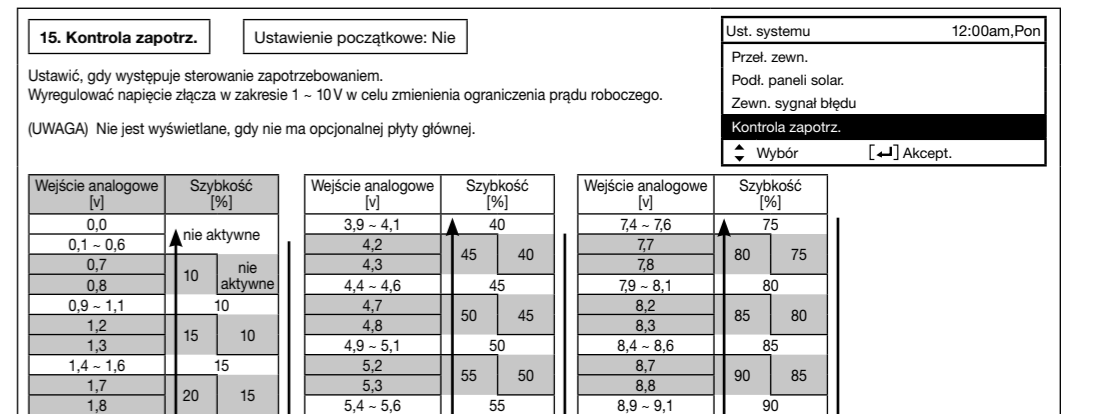 15. Kontrola zapotrz.
Ustawienie początkowe: Nie
Ustawić, gdy występuje sterowanie zapotrzebowaniem.
Wyregulować napięcie złącza w zakresie 1 ~ 10 V w celu zmienienia ograniczenia prądu roboczego.
(UWAGA) Nie jest wyświetlane, gdy nie ma opcjonalnej płyty głównej.
Ust. systemu 12:00am,Pon
Przeł. zewn.
Podł. paneli solar.
Zewn. sygnał błędu
Kontrola zapotrz.
Wybór [↵] Akcept.
Wejście analogowe Szybkość
[v] [%]
0,0
nie aktywne
0,1 ~ 0,6
0,7
10 nie
aktywne
0,8
0,9 ~ 1,1 10
1,2
15 10
1,3
1,4 ~ 1,6 15
1,7
20 15
1,8
Wejście analogowe Szybkość
[v] [%]
3,9 ~ 4,1 40
4,2
45 40
4,3
4,4 ~ 4,6 45
4,7
50 45
4,8
4,9 ~ 5,1 50
5,2
55 50
5,3
5,4 ~ 5,6 55
Wejście analogowe Szybkość
[v] [%]
7,4 ~ 7,6 75
7,7
80 75
7,8
7,9 ~ 8,1 80
8,2
85 80
8,3
8,4 ~ 8,6 85
8,7
90 85
8,8
8,9 ~ 9,1 90